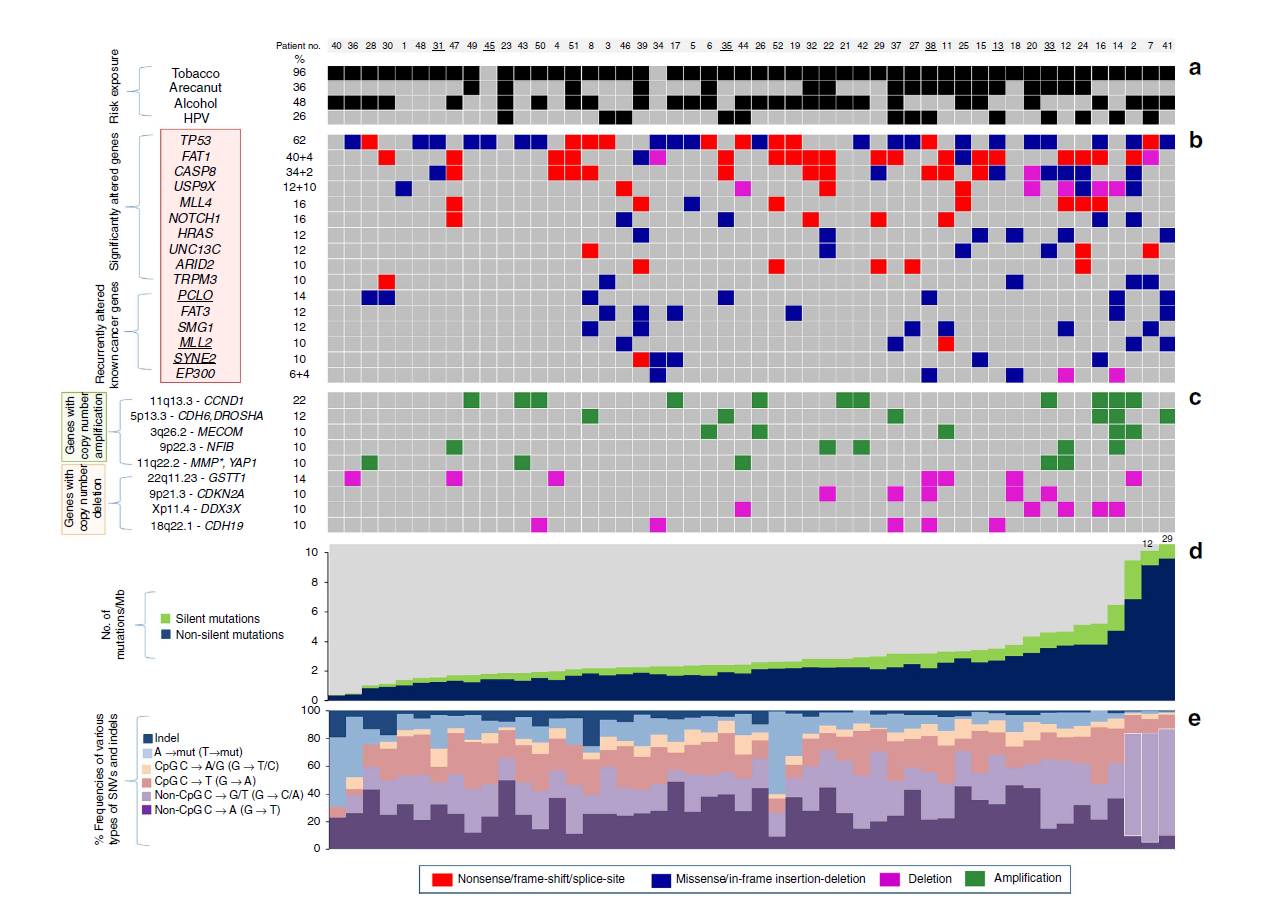 Patient no. 40 36 28 30 1 48 31 47 49 45 23 43 50 4 51 8 3 46 39 34 17 5 6 35 44 26 52 19 32 22 21 42 29 37 38 11 25 15 13 18 20 33 12 24 16 14 2 7 41
%
a
Risk exposure
Tobacco 96
Arecanut 36
Alcohol 48
HPV 26
b
Significantly altered genes
TP53 62
FAT1 40+4
CASP8 34+2
USP9X 12+10
MLL4 16
NOTCH1 16
HRAS 12
UNC13C 12
ARID2 10
TRPM3 10
Recurrently altered
known cancer genes
PCLO 14
FAT3 12
SMG1 12
MLL2 10
SYNE2 10
EP300 6+4
c
Genes with
copy number
amplification
11q13.3 - CCND1 22
5p13.3 - CDH6,DROSHA 12
3q26.2 - MECOM 10
9p22.3 - NFIB 10
11q22.2 - MMP*, YAP1 10
Genes with
copy number
deletion
22q11.23 - GSTT1 14
9p21.3 - CDKN2A 10
Xp11.4 - DDX3X 10
18q22.1 - CDH19 10
d
12 29
No. of
mutations/Mb
10
8
6
4
2
0
Silent mutations
Non-silent mutations
e
% Frequencies of various
types of SNVs and indels
100
80
60
40
20
0
Indel
A →mut (T→mut)
CpG C → A/G (G → T/C)
CpG C → T (G → A)
Non-CpG C → G/T (G → C/A)
Non-CpG C → A (G → T)
Nonsense/frame-shift/splice-site
Missense/in-frame insertion-deletion
Deletion
Amplification